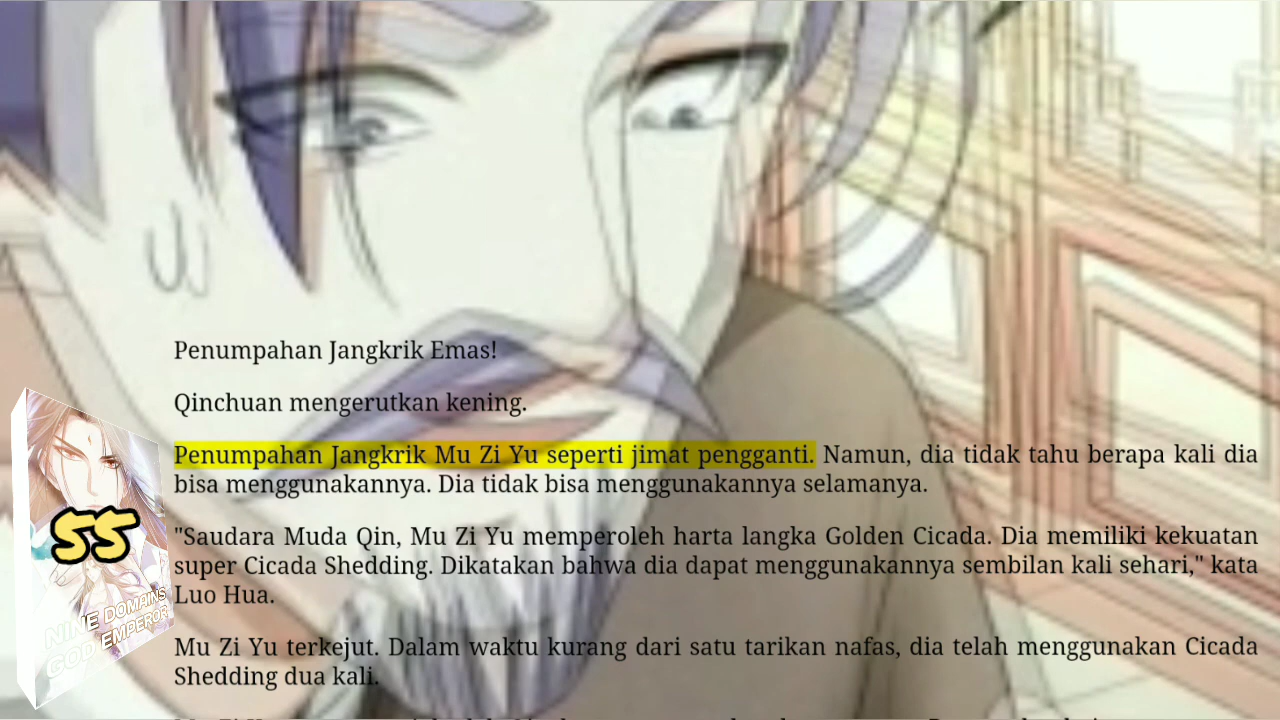 Penumpahan Jangkrik Emas!
Qinchuan mengerutkan kening.
Penumpahan Jangkrik Mu Zi Yu seperti jimat pengganti. Namun, dia tidak tahu berapa kali dia
bisa menggunakannya. Dia tidak bisa menggunakannya selamanya.
"Saudara Muda Qin, Mu Zi Yu memperoleh harta langka Golden Cicada. Dia memiliki kekuatan
super Cicada Shedding. Dikatakan bahwa dia dapat menggunakannya sembilan kali sehari," kata
Luo Hua.
Mu Zi Yu terkejut. Dalam waktu kurang dari satu tarikan nafas, dia telah menggunakan Cicada
Shedding dua kali.
55
NINE DOMAINS
GOD EMPEROR